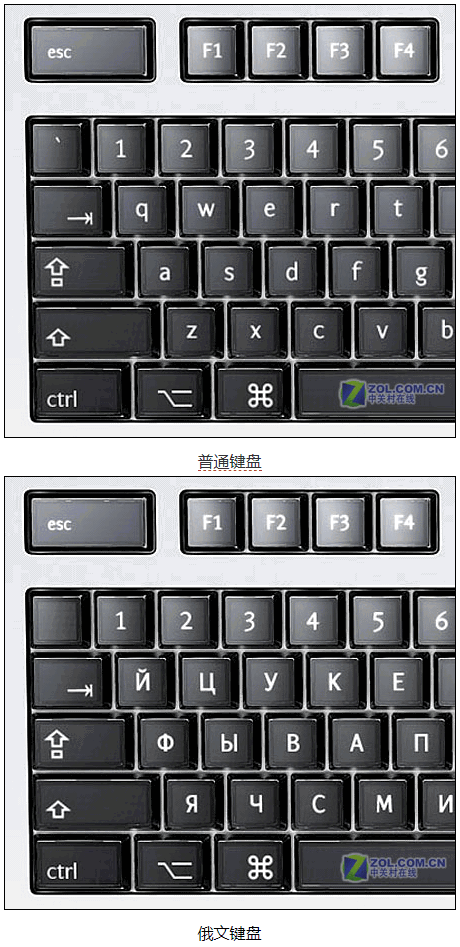 esc F1 F2 F3 F4
` 1 2 3 4 5 6
q w e r t
a s d f g
z x c v b
ctrl ZOL.COM.CN
中关村在线
普通键盘
esc F1 F2 F3 F4
1 2 3 4 5 6
Й Ц У К Е
Ф Ы В А П
Я Ч С М И
ctrl ZOL.COM.CN
中关村在线
俄文键盘